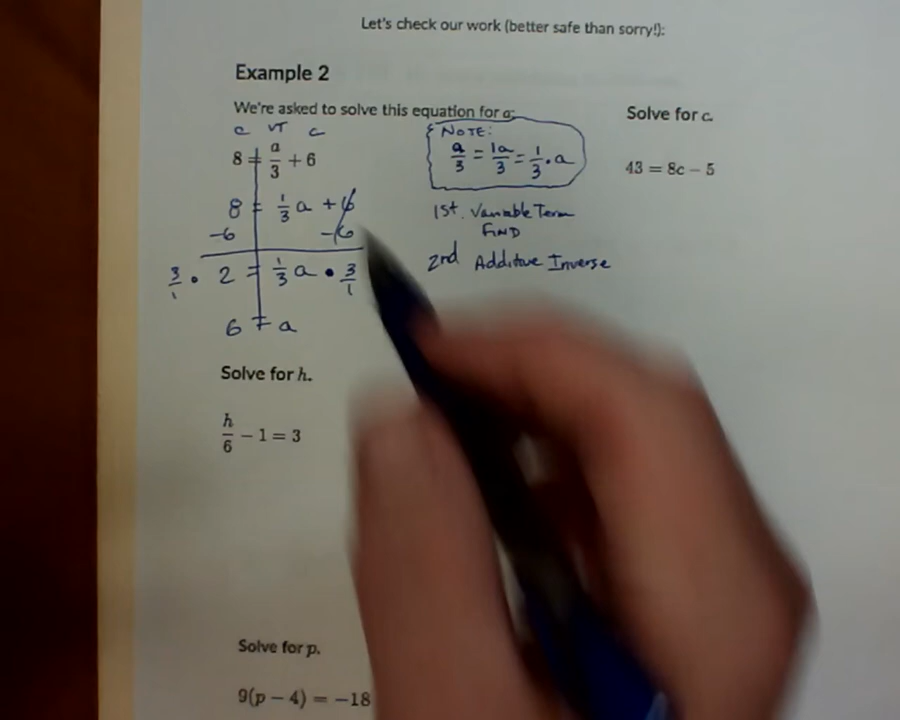 Let's check our work (better safe than sorry!):
Example 2
We're asked to solve this equation for a:
C VT C
8 = a/3 + 6
8 = 1/3 a + 6
-6 -6
3/1 • 2 = 1/3 a • 3/1
6 = a
NOTE:
a/3 = 1a/3 = 1/3 • a
1st. Variable Term
FIND
2nd Additive Inverse
Solve for c.
43 = 8c − 5
Solve for h.
h/6 − 1 = 3
Solve for p.
9(p − 4) = −18